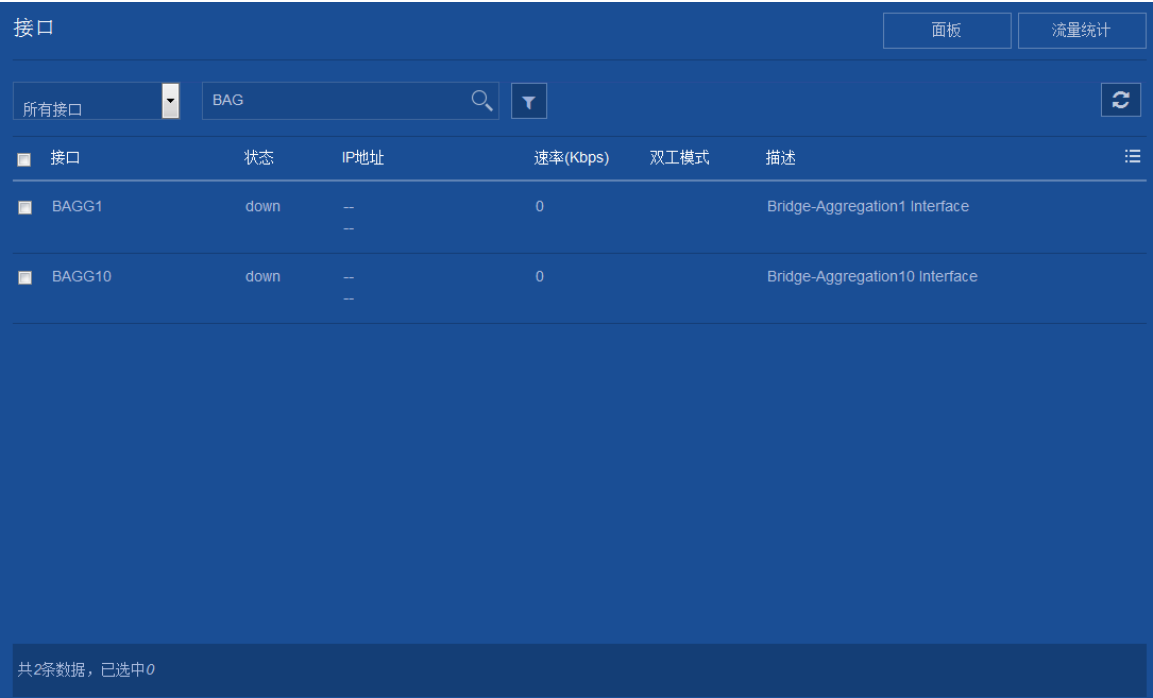 接口
面板 流量统计
所有接口 BAG
接口 状态 IP地址 速率(Kbps) 双工模式 描述
BAGG1 down -- 0 Bridge-Aggregation1 Interface
--
BAGG10 down -- 0 Bridge-Aggregation10 Interface
--
共2条数据，已选中0